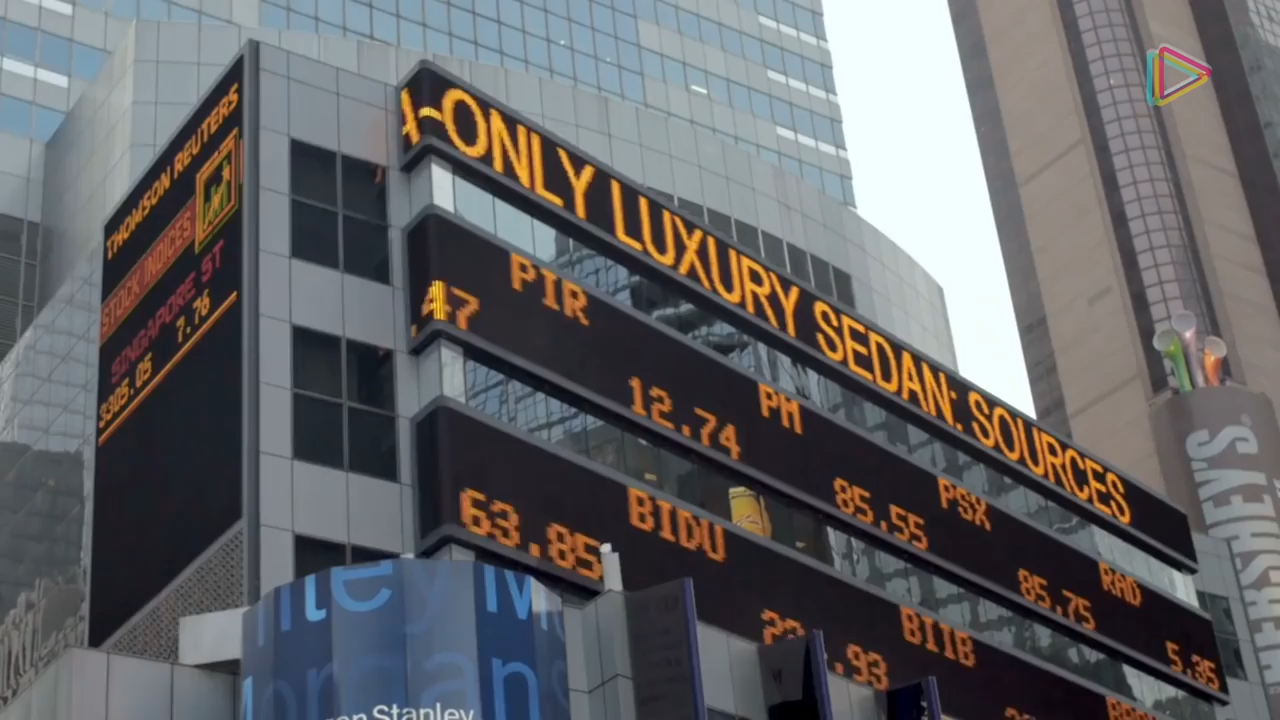 THOMSON REUTERS
STOCK INDICES
SINGAPORE ST
3305.05 7.76
-ONLY LUXURY SEDAN: SOURCES
.47 PIR 12.74 PM 85.55 PSX 85.75 RAD 5.35
63.85 BIDU .93 BIIB
HERSHEY'S
Stanley